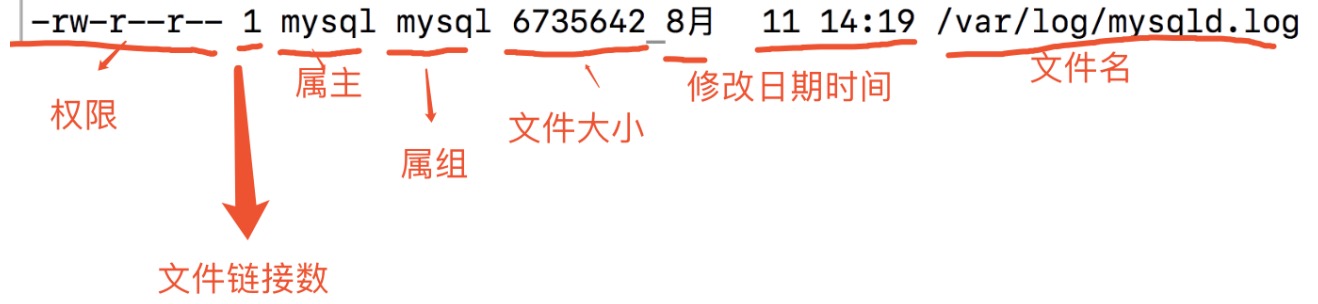 -rw-r--r-- 1 mysql mysql 6735642 8月 11 14:19 /var/log/mysqld.log
权限
属主
属组
文件大小
修改日期时间
文件名
文件链接数